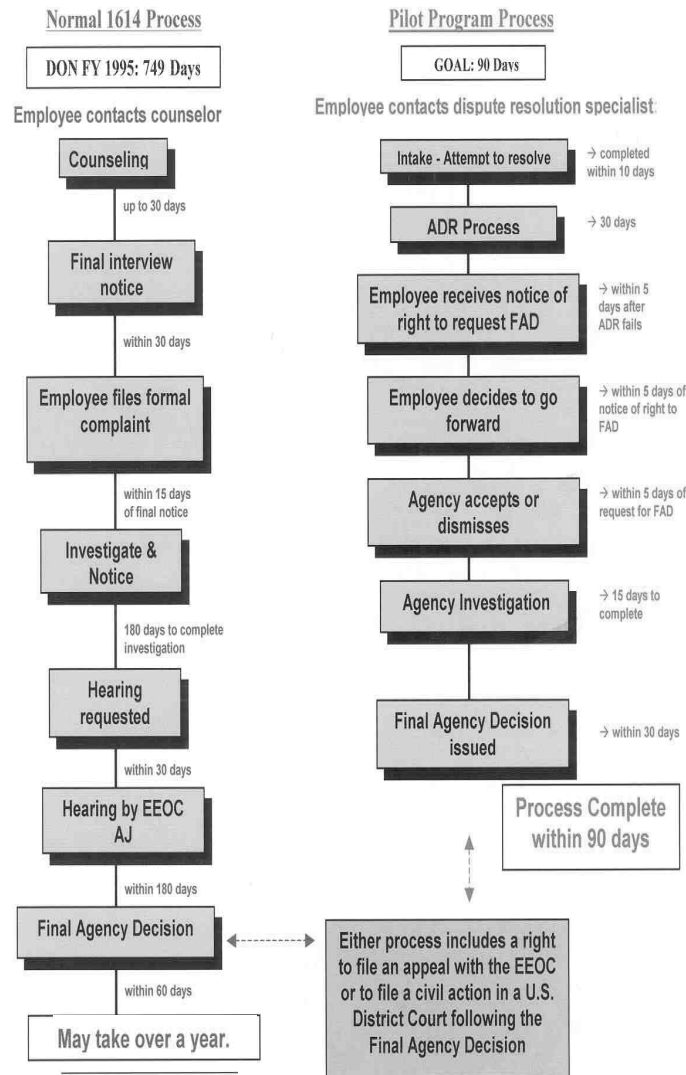 Normal 1614 Process
DON FY 1995: 749 Days
Employee contacts counselor
Counseling
up to 30 days
Final interview
notice
within 30 days
Employee files formal
complaint
within 15 days
of final notice
Investigate &
Notice
180 days to complete
investigation
Hearing
requested
within 30 days
Hearing by EEOC
AJ
within 180 days
Final Agency Decision
within 60 days
May take over a year.
Pilot Program Process
GOAL: 90 Days
Employee contacts dispute resolution specialist:
Intake - Attempt to resolve
→ completed
within 10 days
ADR Process
→ 30 days
Employee receives notice of
right to request FAD
→ within 5
days after
ADR fails
Employee decides to go
forward
→ within 5 days of
notice of right to
FAD
Agency accepts or
dismisses
→ within 5 days of
request for FAD
Agency Investigation
→ 15 days to
complete
Final Agency Decision
issued
→ within 30 days
Process Complete
within 90 days
Either process includes a right
to file an appeal with the EEOC
or to file a civil action in a U.S.
District Court following the
Final Agency Decision